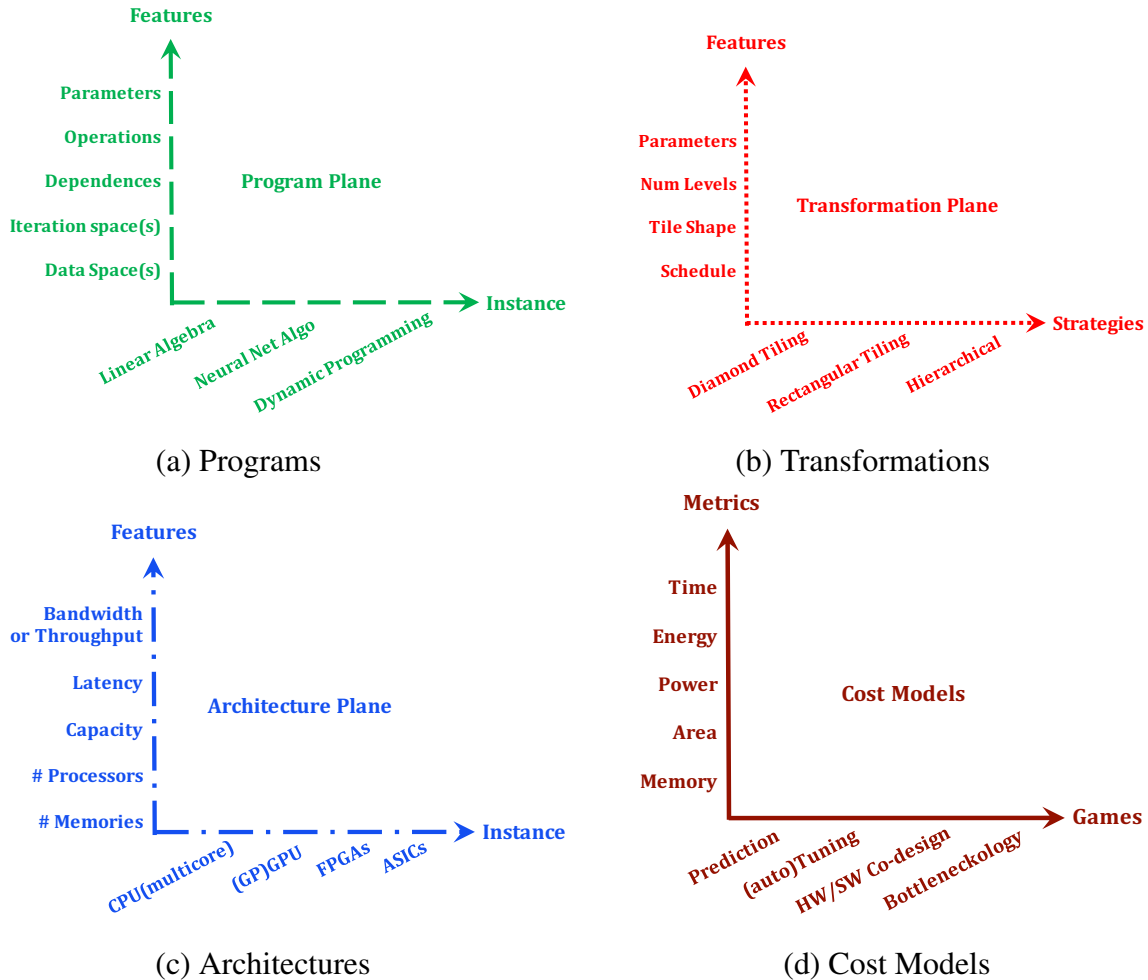 Features
Parameters
Operations
Dependences
Iteration space(s)
Data Space(s)
Program Plane
Instance
Linear Algebra
Neural Net Algo
Dynamic Programming
(a) Programs
Features
Parameters
Num Levels
Tile Shape
Schedule
Transformation Plane
Strategies
Diamond Tiling
Rectangular Tiling
Hierarchical
(b) Transformations
Features
Bandwidth
or Throughput
Latency
Capacity
# Processors
# Memories
Architecture Plane
Instance
CPU(multicore)
(GP)GPU
FPGAs
ASICs
(c) Architectures
Metrics
Time
Energy
Power
Area
Memory
Cost Models
Games
Prediction
(auto)Tuning
HW/SW Co-design
Bottleneckology
(d) Cost Models